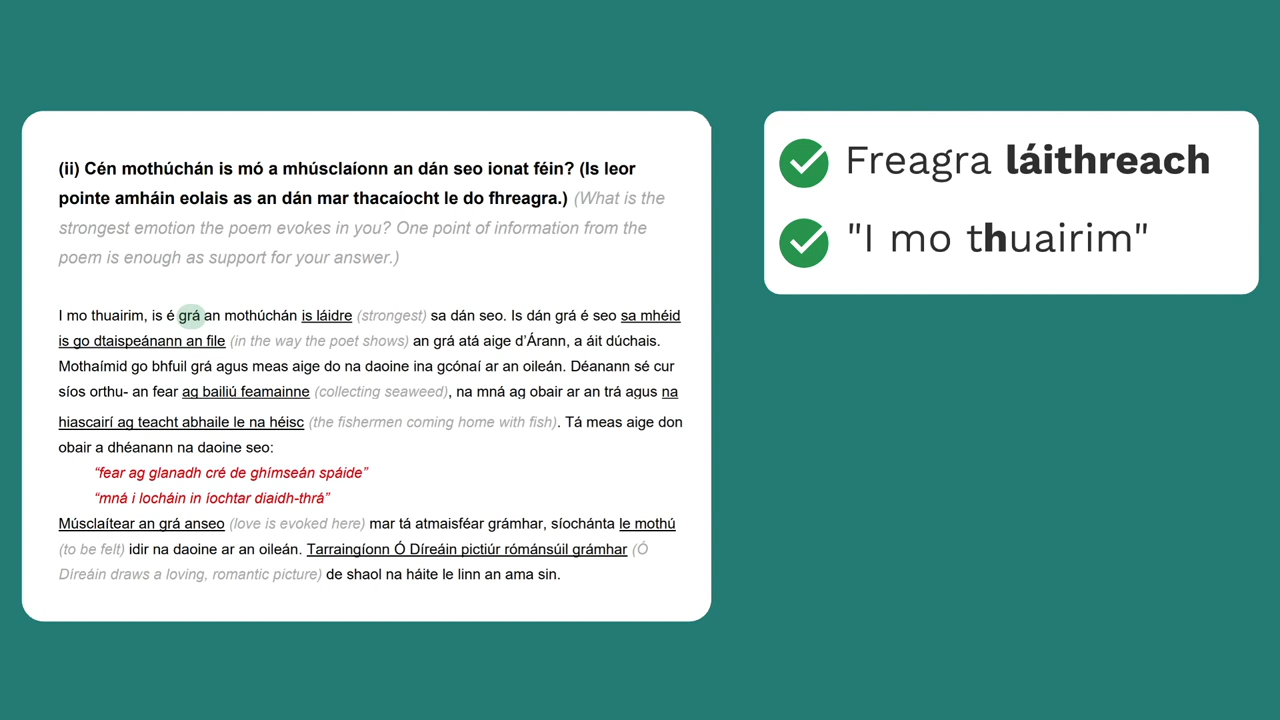 (ii) Cén mothúchán is mó a mhúsclaíonn an dán seo ionat féin? (Is leor
pointe amháin eolais as an dán mar thacaíocht le do fhreagra.) (What is the
strongest emotion the poem evokes in you? One point of information from the
poem is enough as support for your answer.)
I mo thuairim, is é grá an mothúchán is láidre (strongest) sa dán seo. Is dán grá é seo sa mhéid
is go dtaispeánann an file (in the way the poet shows) an grá atá aige d’Árann, a áit dúchais.
Mothaímid go bhfuil grá agus meas aige do na daoine ina gcónaí ar an oileán. Déanann sé cur
síos orthu- an fear ag bailiú feamainne (collecting seaweed), na mná ag obair ar an trá agus na
hiascairí ag teacht abhaile le na héisc (the fishermen coming home with fish). Tá meas aige don
obair a dhéanann na daoine seo:
“fear ag glanadh cré de ghímseán spáide”
“mná i locháin in íochtar diaidh-thrá”
Músclaítear an grá anseo (love is evoked here) mar tá atmaisféar grámhar, síochánta le mothú
(to be felt) idir na daoine ar an oileán. Tarraingíonn Ó Díreáin pictiúr rómánsúil grámhar (Ó
Díreáin draws a loving, romantic picture) de shaol na háite le linn an ama sin.
Freagra láithreach
"I mo thuairim"